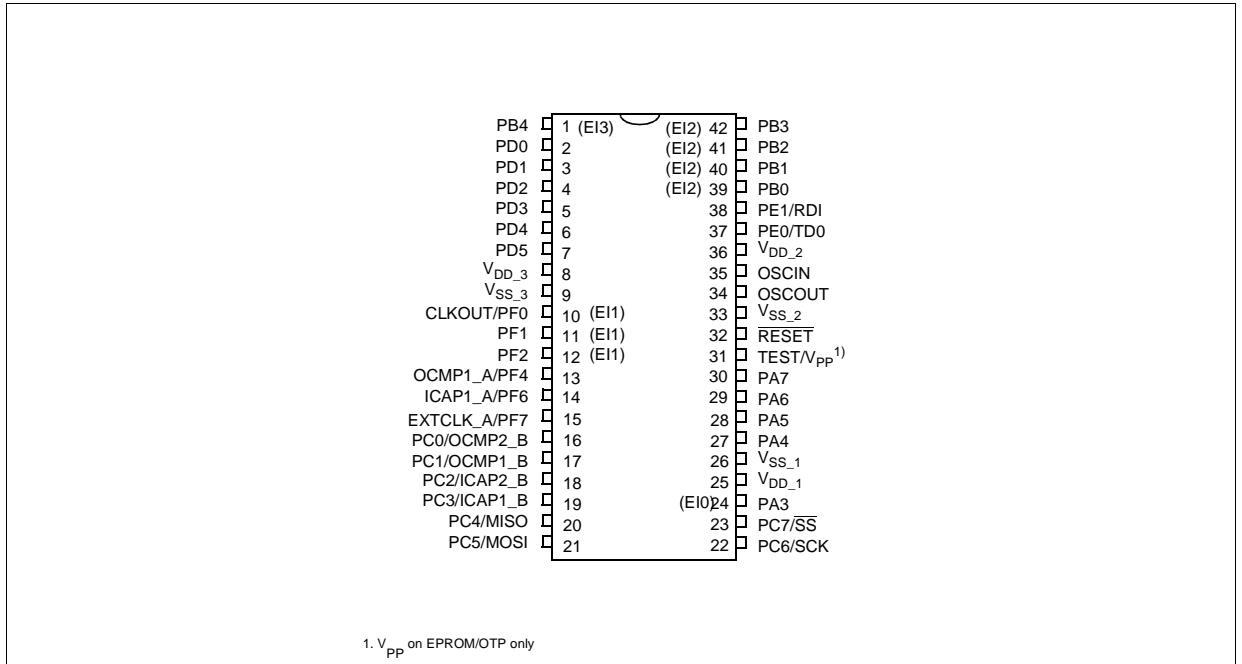 PB4 1 (EI3) (EI2) 42 PB3
PD0 2 (EI2) 41 PB2
PD1 3 (EI2) 40 PB1
PD2 4 (EI2) 39 PB0
PD3 5 38 PE1/RDI
PD4 6 37 PE0/TD0
PD5 7 36 VDD_2
VDD_3 8 35 OSCIN
VSS_3 9 34 OSCOUT
CLKOUT/PF0 10 (EI1) 33 VSS_2
PF1 11 (EI1) 32 RESET
PF2 12 (EI1) 31 TEST/VPP1)
OCMP1_A/PF4 13 30 PA7
ICAP1_A/PF6 14 29 PA6
EXTCLK_A/PF7 15 28 PA5
PC0/OCMP2_B 16 27 PA4
PC1/OCMP1_B 17 26 VSS_1
PC2/ICAP2_B 18 25 VDD_1
PC3/ICAP1_B 19 (EI0)24 PA3
PC4/MISO 20 23 PC7/SS
PC5/MOSI 21 22 PC6/SCK
1. VPP on EPROM/OTP only